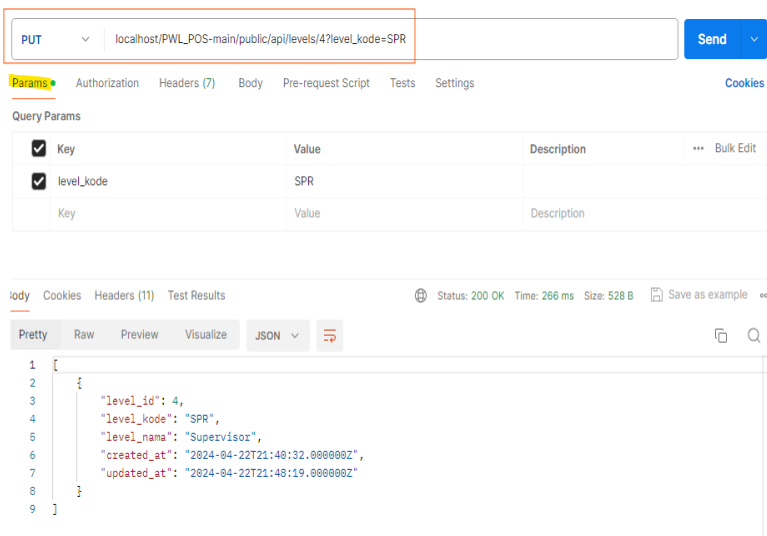 PUT localhost/PWL_POS-main/public/api/levels/4?level_kode=SPR Send
Params Authorization Headers (7) Body Pre-request Script Tests Settings Cookies
Query Params
Key Value Description Bulk Edit
level_kode SPR
Key Value Description
ody Cookies Headers (11) Test Results Status: 200 OK Time: 266 ms Size: 528 B Save as example
Pretty Raw Preview Visualize JSON
1 [
2 {
3 "level_id": 4,
4 "level_kode": "SPR",
5 "level_nama": "Supervisor",
6 "created_at": "2024-04-22T21:40:32.000000Z",
7 "updated_at": "2024-04-22T21:48:19.000000Z"
8 }
9 ]